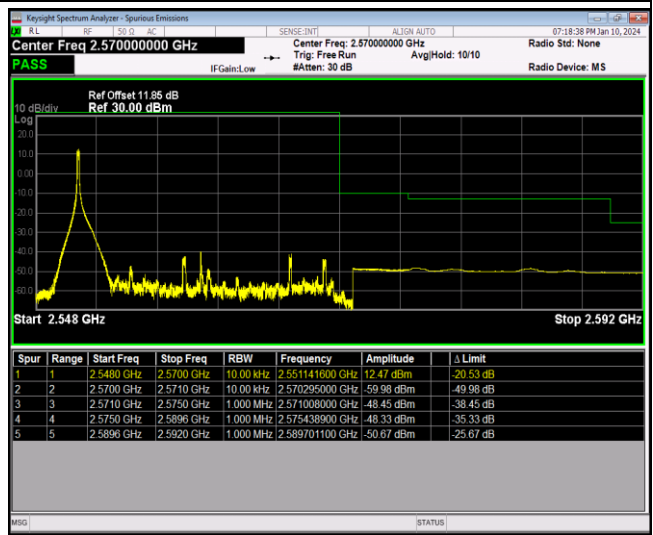 Keysight Spectrum Analyzer - Spurious Emissions
RL RF 50 Ω AC SENSE:INT ALIGN AUTO 07:18:38 PM Jan 10, 2024
Center Freq 2.570000000 GHz Center Freq: 2.570000000 GHz Radio Std: None
Trig: Free Run Avg|Hold: 10/10
PASS IFGain:Low #Atten: 30 dB Radio Device: MS
Ref Offset 11.85 dB
10 dB/div Ref 30.00 dBm
Log
20.0
10.0
0.00
-10.0
-20.0
-30.0
-40.0
-50.0
-60.0
Start 2.548 GHz Stop 2.592 GHz
Spur Range Start Freq Stop Freq RBW Frequency Amplitude Δ Limit
1 1 2.5480 GHz 2.5700 GHz 10.00 kHz 2.551141600 GHz 12.47 dBm -20.53 dB
2 2 2.5700 GHz 2.5710 GHz 10.00 kHz 2.570295000 GHz -59.98 dBm -49.98 dB
3 3 2.5710 GHz 2.5750 GHz 1.000 MHz 2.571008000 GHz -48.45 dBm -38.45 dB
4 4 2.5750 GHz 2.5896 GHz 1.000 MHz 2.575438900 GHz -48.33 dBm -35.33 dB
5 5 2.5896 GHz 2.5920 GHz 1.000 MHz 2.589701100 GHz -50.67 dBm -25.67 dB
MSG STATUS